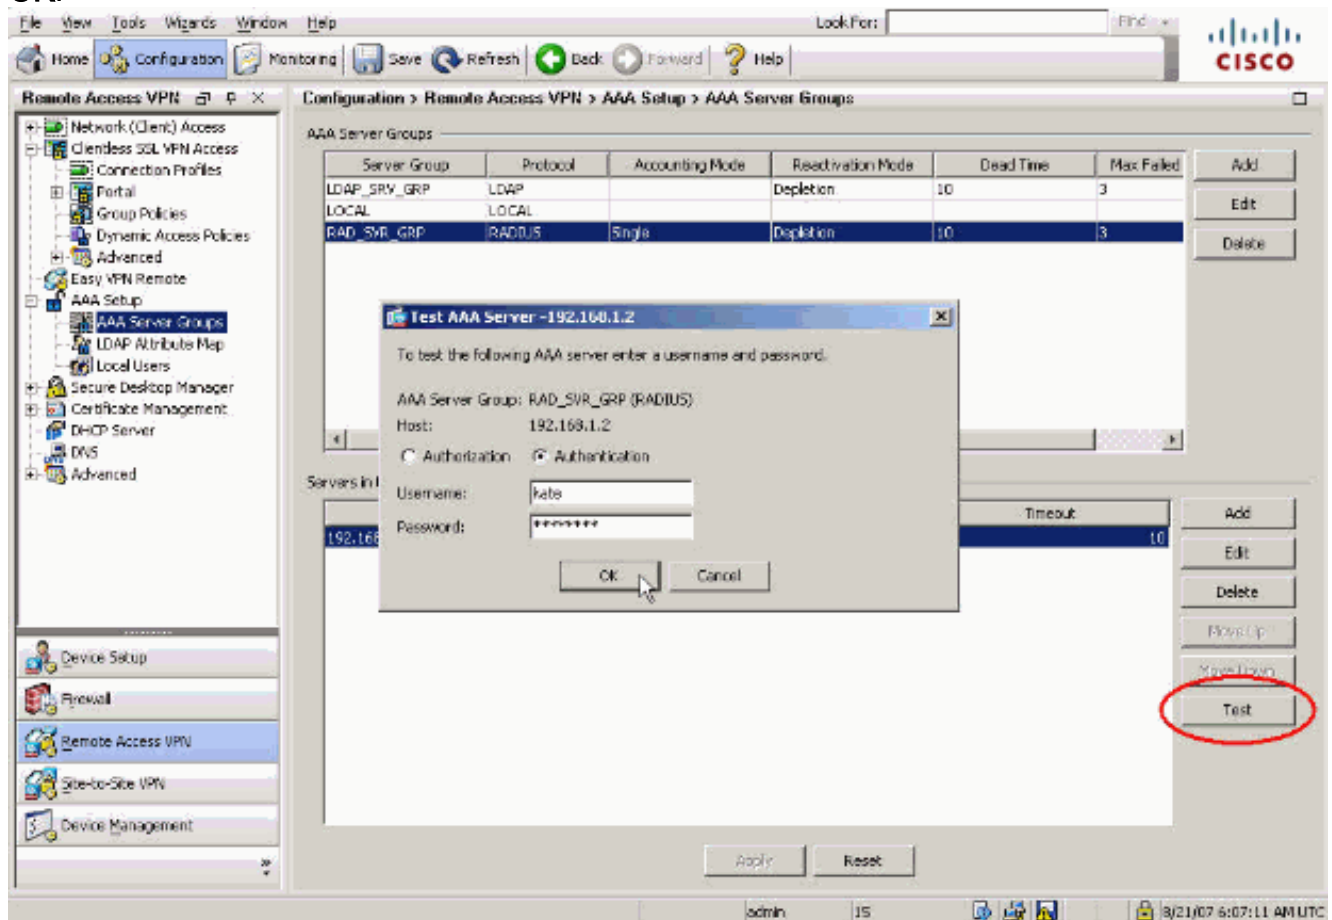 File View Tools Wizards Window Help Look For: Find
Home Configuration Monitoring Save Refresh Back Forward Help
CISCO
Remote Access VPN
Configuration > Remote Access VPN > AAA Setup > AAA Server Groups
Network (Client) Access
Clientless SSL VPN Access
Connection Profiles
Portal
Group Policies
Dynamic Access Policies
Advanced
Easy VPN Remote
AAA Setup
AAA Server Groups
LDAP Attribute Map
Local Users
Secure Desktop Manager
Certificate Management
DHCP Server
DNS
Advanced
Device Setup
Firewall
Remote Access VPN
Site-to-Site VPN
Device Management
AAA Server Groups
Server Group Protocol Accounting Mode Reactivation Mode Dead Time Max Failed
LDAP_SRV_GRP LDAP Depletion 10 3
LOCAL LOCAL
RAD_SVR_GRP RADIUS Single Depletion 10 3
Add
Edit
Delete
Test AAA Server -192.168.1.2
To test the following AAA server enter a username and password.
AAA Server Group: RAD_SVR_GRP (RADIUS)
Host: 192.168.1.2
Authorization Authentication
Username: kate
Password: *******
OK Cancel
Servers in
Timeout
192.168 10
Add
Edit
Delete
Move Up
Move Down
Test
Apply Reset
admin 15 8/21/07 6:07:11 AM UTC